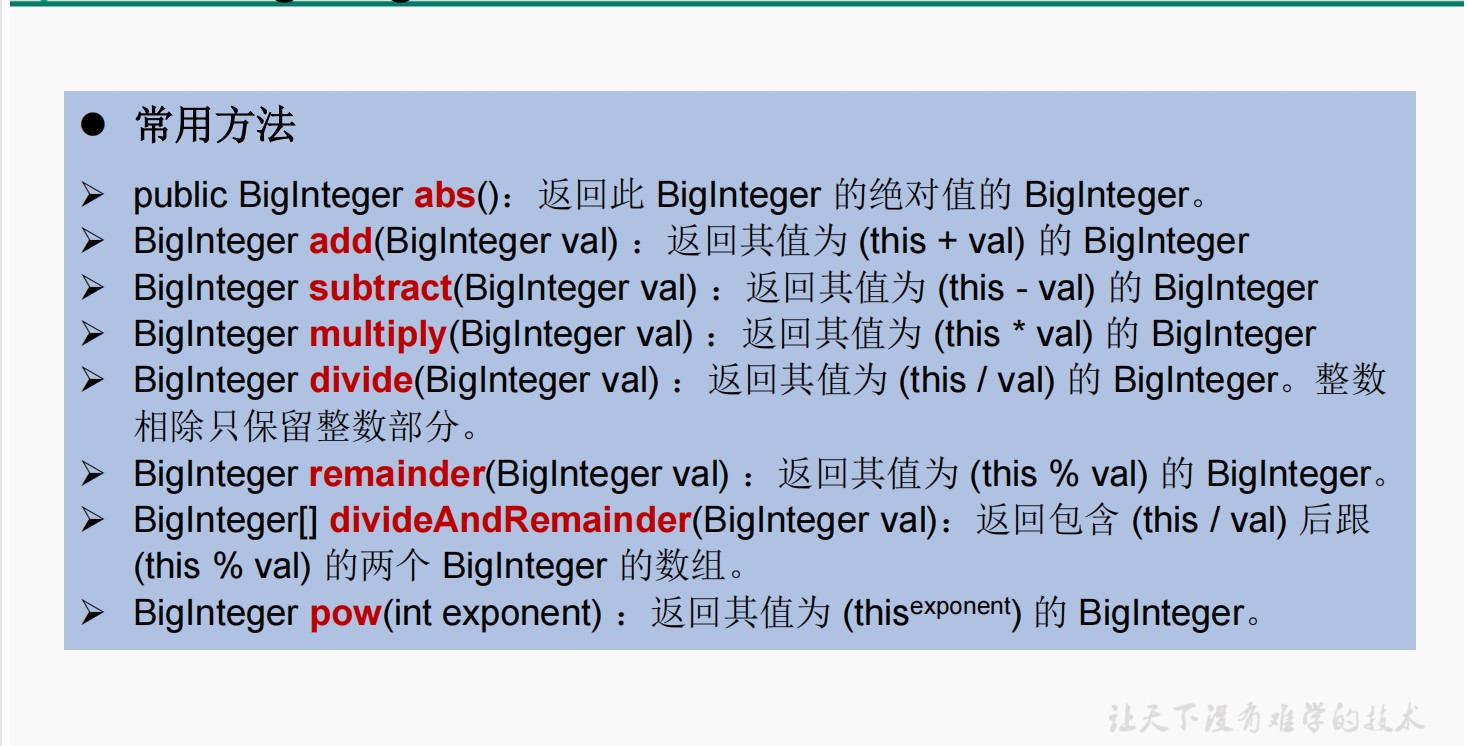 ● 常用方法
➢ public BigInteger abs()：返回此 BigInteger 的绝对值的 BigInteger。
➢ BigInteger add(BigInteger val) ：返回其值为 (this + val) 的 BigInteger
➢ BigInteger subtract(BigInteger val) ：返回其值为 (this - val) 的 BigInteger
➢ BigInteger multiply(BigInteger val) ：返回其值为 (this * val) 的 BigInteger
➢ BigInteger divide(BigInteger val) ：返回其值为 (this / val) 的 BigInteger。整数
相除只保留整数部分。
➢ BigInteger remainder(BigInteger val) ：返回其值为 (this % val) 的 BigInteger。
➢ BigInteger[] divideAndRemainder(BigInteger val)：返回包含 (this / val) 后跟
(this % val) 的两个 BigInteger 的数组。
➢ BigInteger pow(int exponent) ：返回其值为 (thisexponent) 的 BigInteger。
让天下没有难学的技术